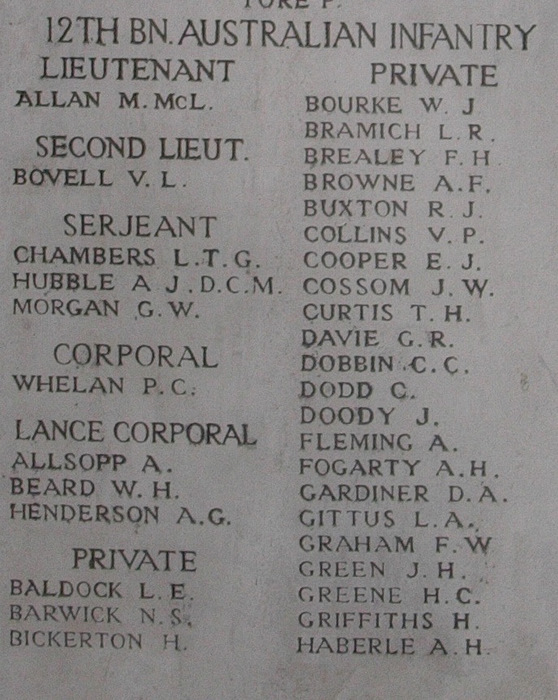 YORE P.
12TH BN. AUSTRALIAN INFANTRY
LIEUTENANT
ALLAN M. McL.
SECOND LIEUT.
BOVELL V. L.
SERJEANT
CHAMBERS L.T.G.
HUBBLE A. J. D.C.M.
MORGAN G. W.
CORPORAL
WHELAN P. C.
LANCE CORPORAL
ALLSOPP A.
BEARD W. H.
HENDERSON A.G.
PRIVATE
BALDOCK L. E.
BARWICK N. S.
BICKERTON H.
PRIVATE
BOURKE W. J
BRAMICH L. R.
BREALEY F. H.
BROWNE A. F.
BUXTON R. J.
COLLINS V. P.
COOPER E. J.
COSSOM J. W.
CURTIS T. H.
DAVIE G. R.
DOBBIN C. C.
DODD C.
DOODY J.
FLEMING A.
FOGARTY A. H.
GARDINER D. A.
GITTUS L. A.
GRAHAM F. W
GREEN J. H.
GREENE H. C.
GRIFFITHS H.
HABERLE A. H.